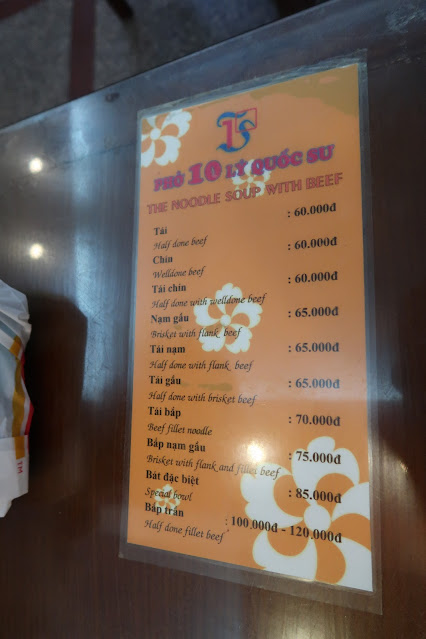 TS
PHỞ 10 LÝ QUỐC SƯ
THE NOODLE SOUP WITH BEEF
Tái : 60.000đ
Half done beef
Chín : 60.000đ
Welldone beef
Tái chín : 60.000đ
Half done with welldone beef
Nạm gầu : 65.000đ
Brisket with flank beef
Tái nạm : 65.000đ
Half done with flank beef
Tái gầu : 65.000đ
Half done with brisket beef
Tái bắp : 70.000đ
Beef fillet noodle
Bắp nạm gầu : 75.000đ
Brisket with flank and fillet beef
Bát đặc biệt : 85.000đ
Special bowl
Bắp trần : 100.000đ - 120.000đ
Half done fillet beef
TM